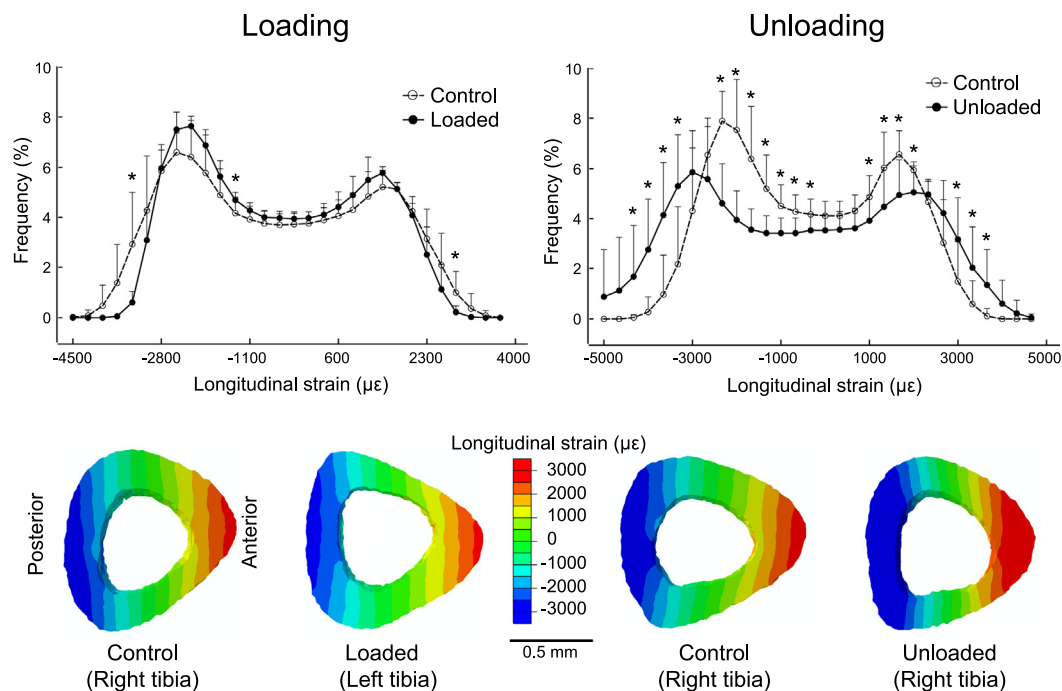 Loading
Unloading
10
8
6
4
2
0
Frequency (%)
Control
Loaded
*
*
*
-4500
-2800
-1100
600
2300
4000
Longitudinal strain (με)
10
8
6
4
2
0
Frequency (%)
Control
Unloaded
* * * * * * * * * * * * * * * * * *
-5000
-3000
-1000
1000
3000
5000
Longitudinal strain (με)
Longitudinal strain (με)
3000
2000
1000
0
-1000
-2000
-3000
Posterior
Anterior
0.5 mm
Control
(Right tibia)
Loaded
(Left tibia)
Control
(Right tibia)
Unloaded
(Right tibia)